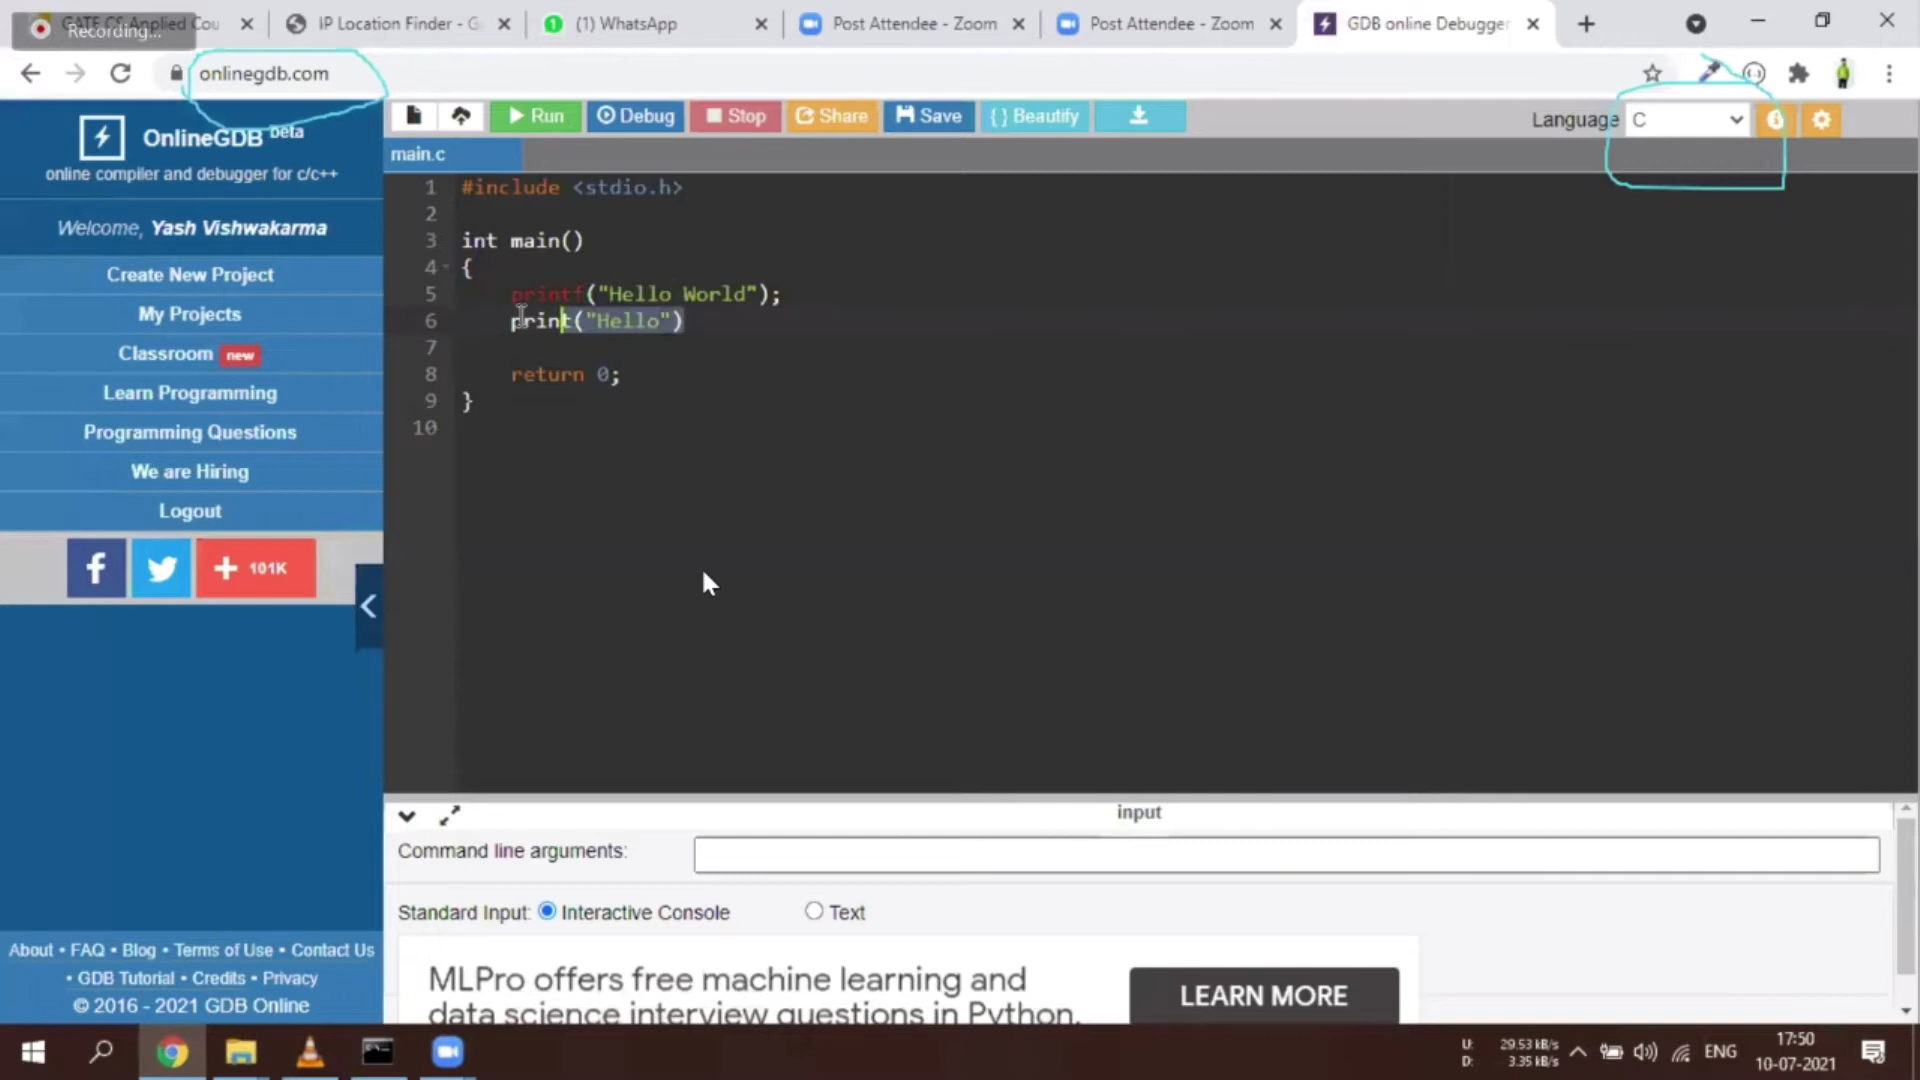 GATE CS Applied Cou
IP Location Finder - G
(1) WhatsApp
Post Attendee - Zoom
Post Attendee - Zoom
GDB online Debugger
Recording...
onlinegdb.com
OnlineGDB beta
online compiler and debugger for c/c++
Welcome, Yash Vishwakarma
Create New Project
My Projects
Classroom new
Learn Programming
Programming Questions
We are Hiring
Logout
f
+ 101K
About • FAQ • Blog • Terms of Use • Contact Us
• GDB Tutorial • Credits • Privacy
© 2016 - 2021 GDB Online
Run
Debug
Stop
Share
Save
{ } Beautify
Language C
main.c
1 #include <stdio.h>
2
3 int main()
4 {
5 printf("Hello World");
6 print("Hello")
7
8 return 0;
9 }
10
input
Command line arguments:
Standard Input: Interactive Console Text
MLPro offers free machine learning and
data science interview questions in Python.
LEARN MORE
U: 29.53 kB/s
D: 3.35 kB/s
ENG
17:50
10-07-2021